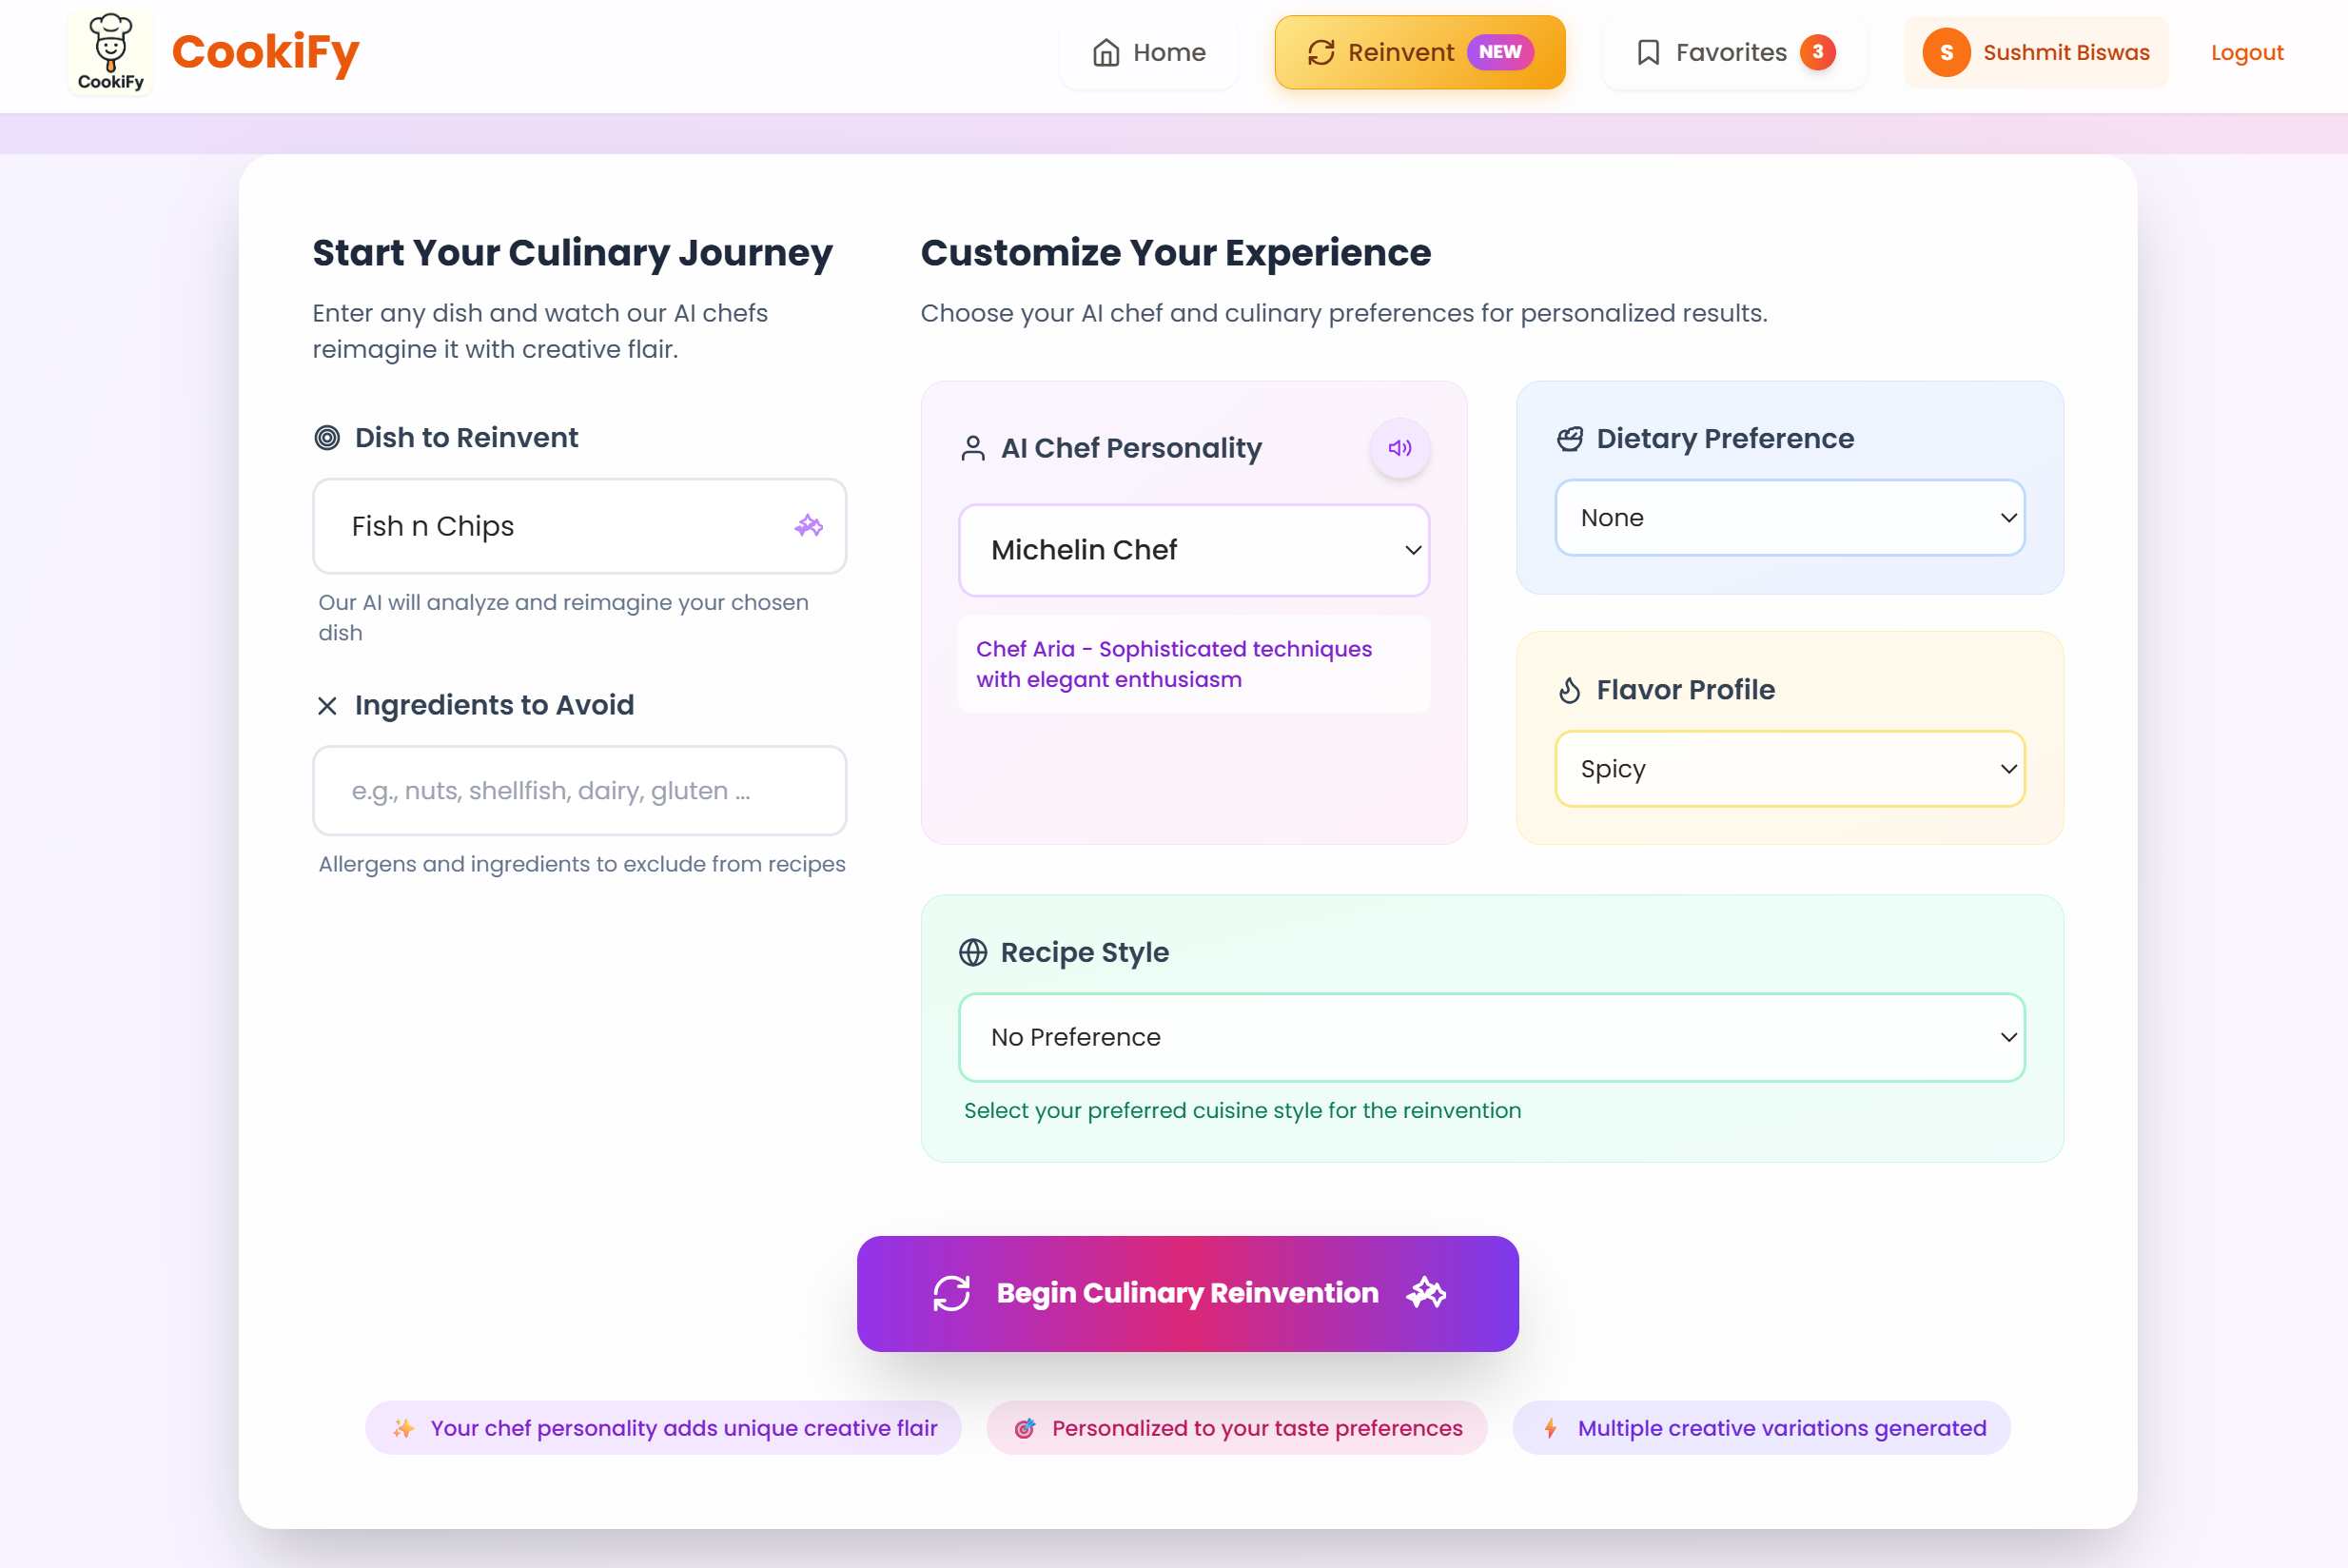 CookiFy
CookiFy
Home
Reinvent NEW
Favorites 3
S Sushmit Biswas
Logout
Start Your Culinary Journey
Enter any dish and watch our AI chefs
reimagine it with creative flair.
Dish to Reinvent
Fish n Chips
Our AI will analyze and reimagine your chosen
dish
Ingredients to Avoid
e.g., nuts, shellfish, dairy, gluten ...
Allergens and ingredients to exclude from recipes
Customize Your Experience
Choose your AI chef and culinary preferences for personalized results.
AI Chef Personality
Michelin Chef
Chef Aria - Sophisticated techniques
with elegant enthusiasm
Dietary Preference
None
Flavor Profile
Spicy
Recipe Style
No Preference
Select your preferred cuisine style for the reinvention
Begin Culinary Reinvention
Your chef personality adds unique creative flair
Personalized to your taste preferences
Multiple creative variations generated